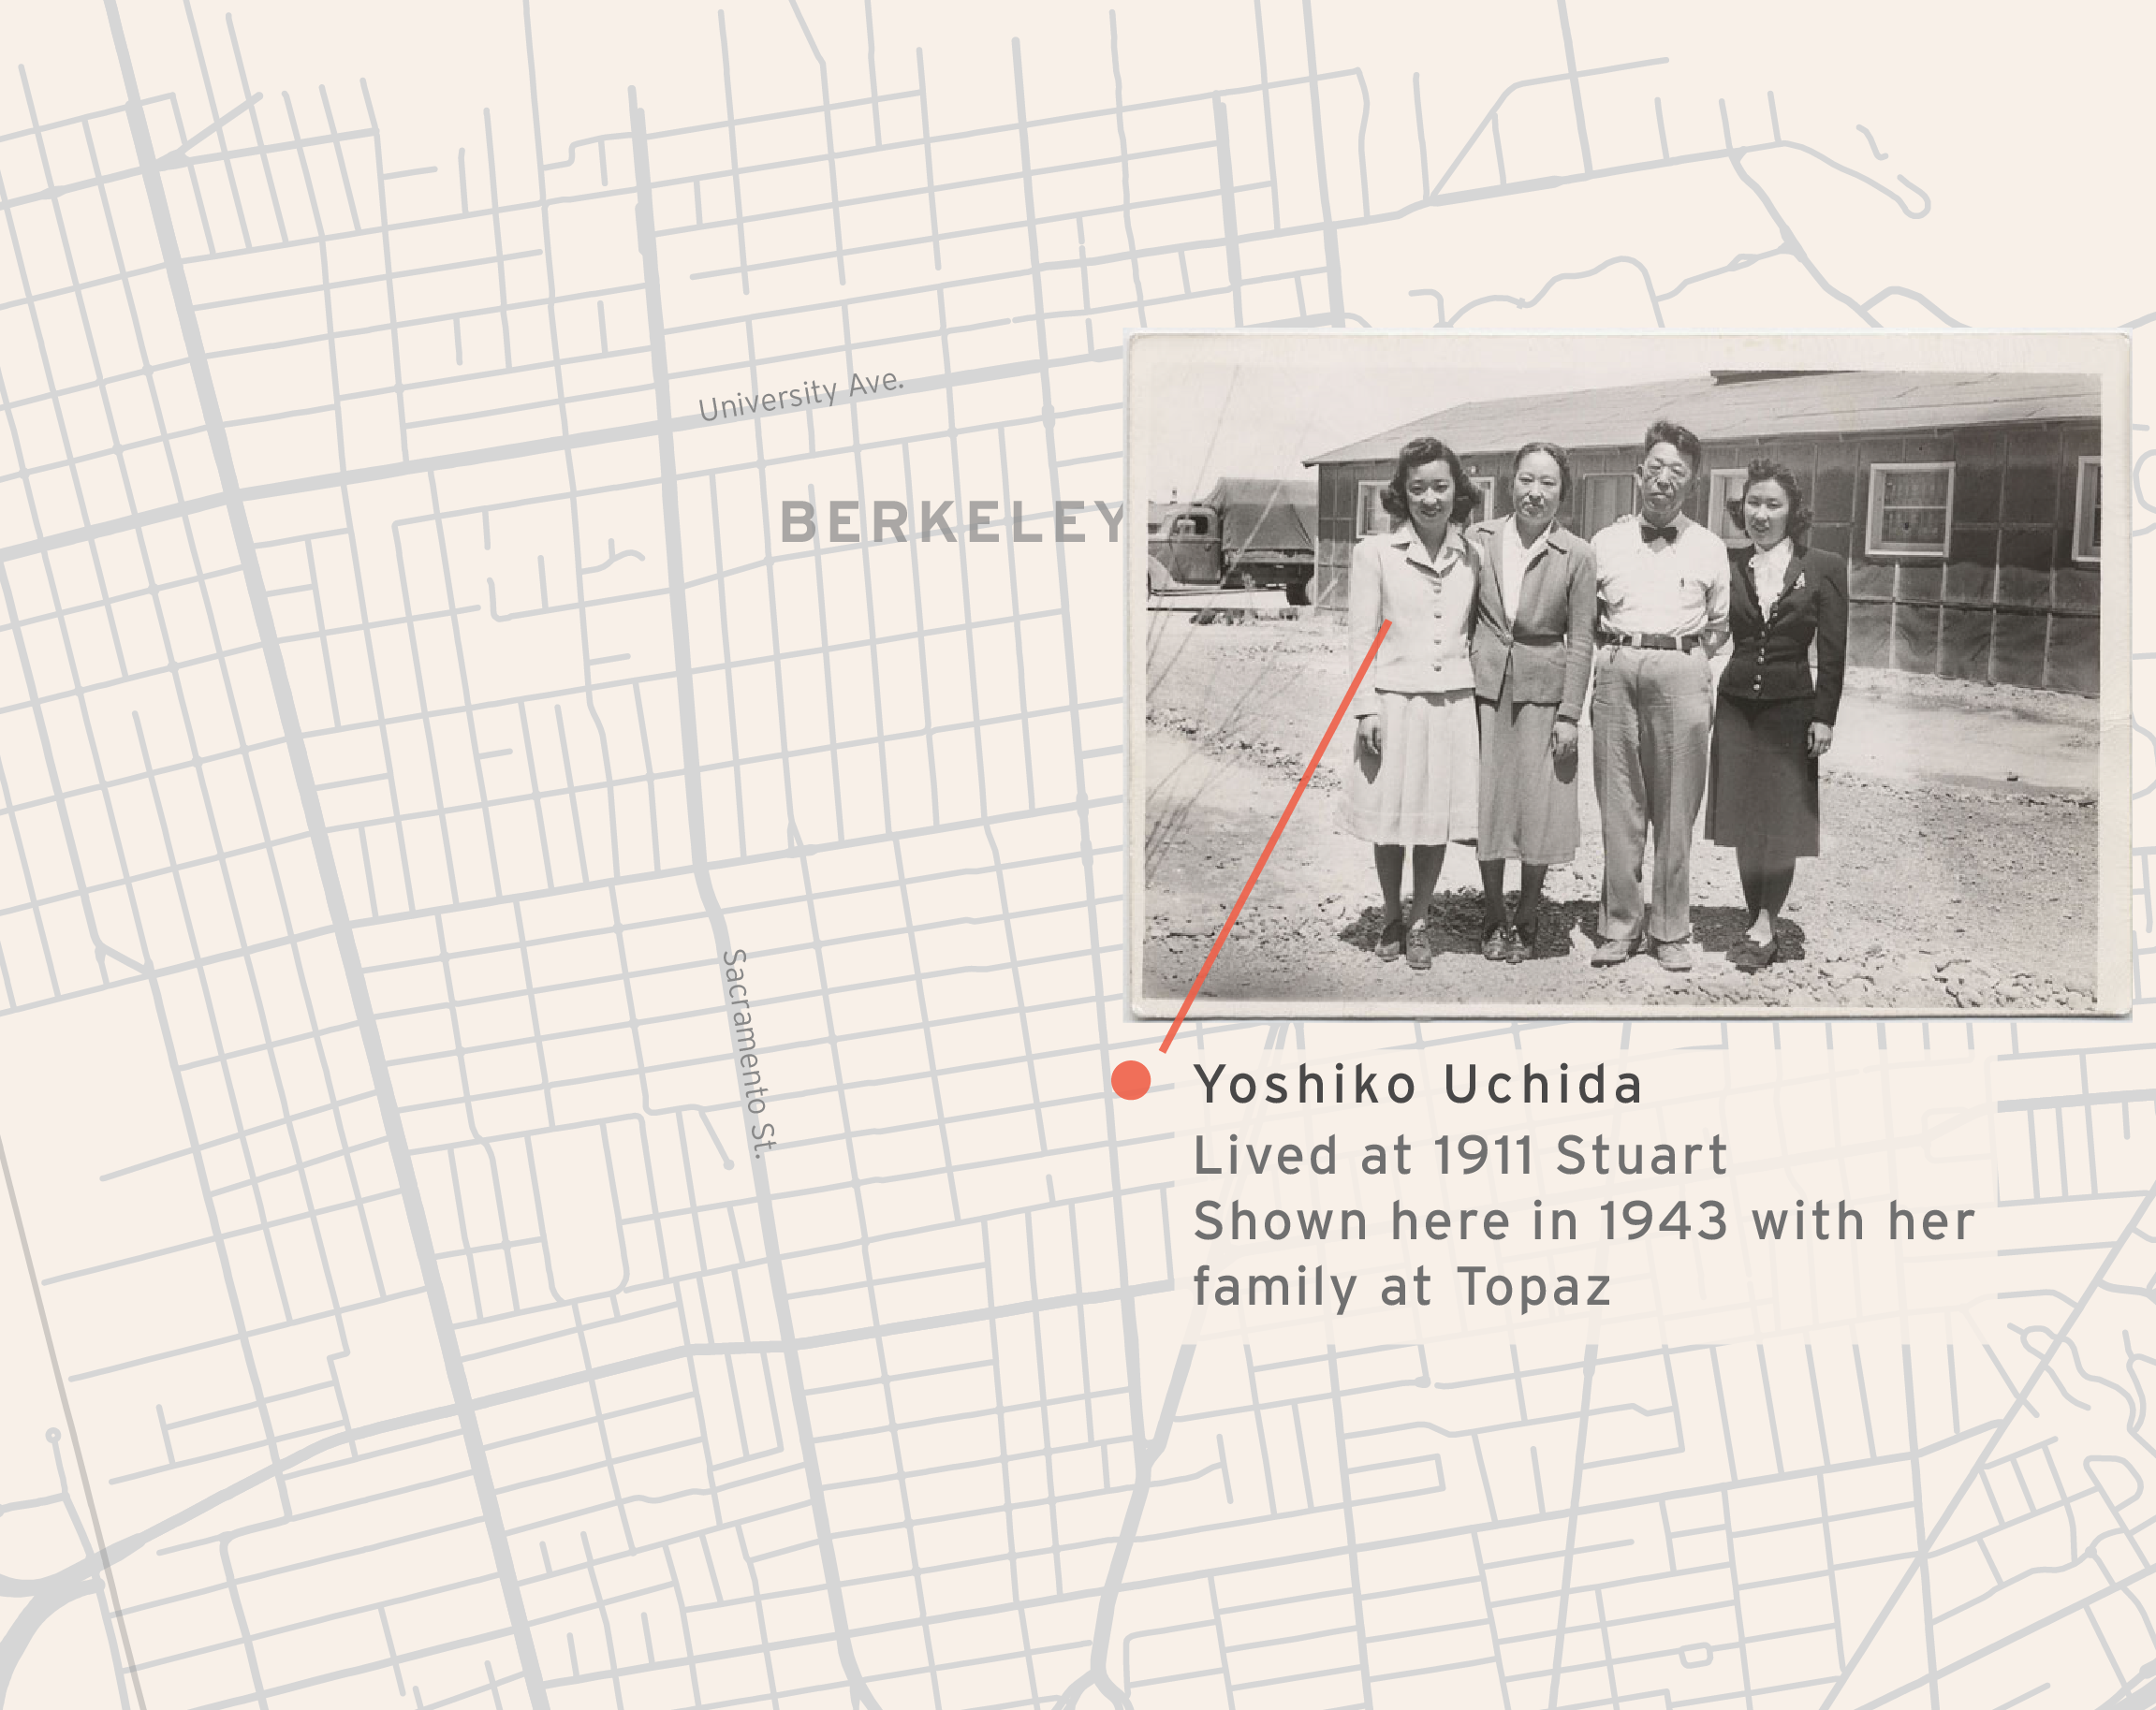 University Ave.
BERKELEY
Sacramento St.
Yoshiko Uchida
Lived at 1911 Stuart
Shown here in 1943 with her
family at Topaz